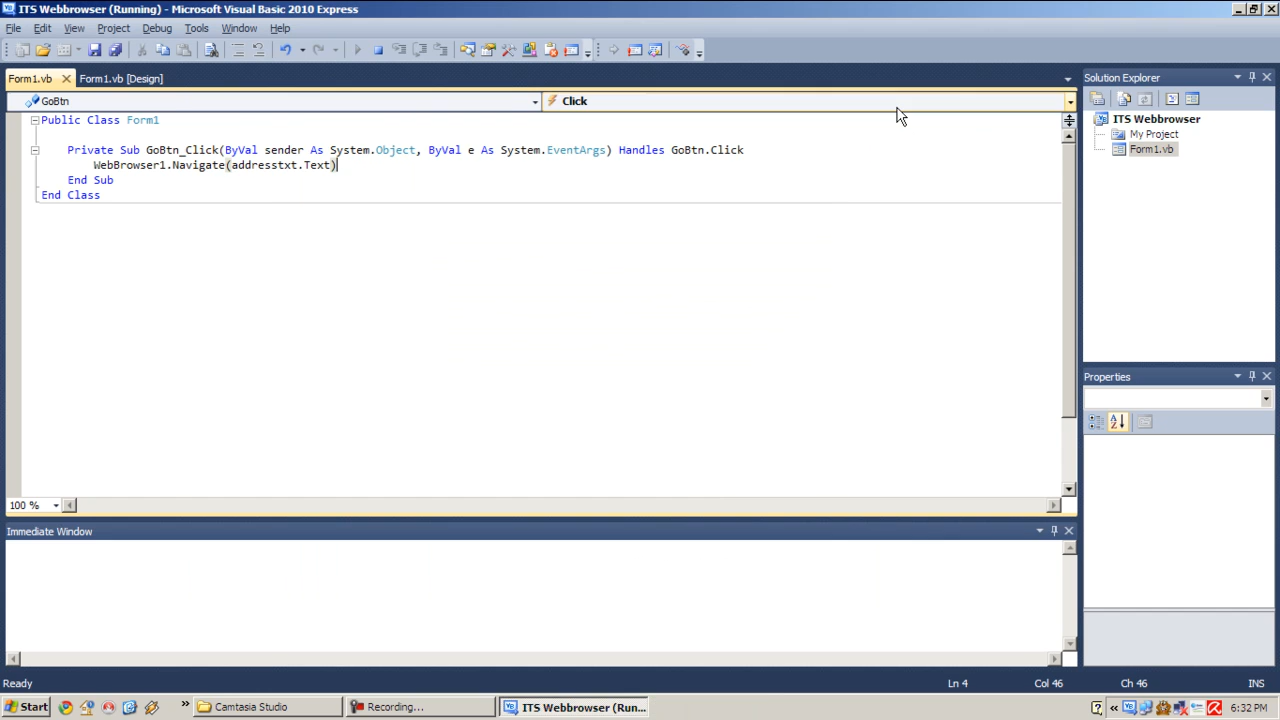 ITS Webbrowser (Running) - Microsoft Visual Basic 2010 Express
File Edit View Project Debug Tools Window Help
Form1.vb Form1.vb [Design]
GoBtn Click
Public Class Form1
Private Sub GoBtn_Click(ByVal sender As System.Object, ByVal e As System.EventArgs) Handles GoBtn.Click
WebBrowser1.Navigate(addresstxt.Text)
End Sub
End Class
100 %
Immediate Window
Solution Explorer
ITS Webbrowser
My Project
Form1.vb
Properties
Ready Ln 4 Col 46 Ch 46 INS
Start Camtasia Studio Recording... ITS Webbrowser (Run... 6:32 PM